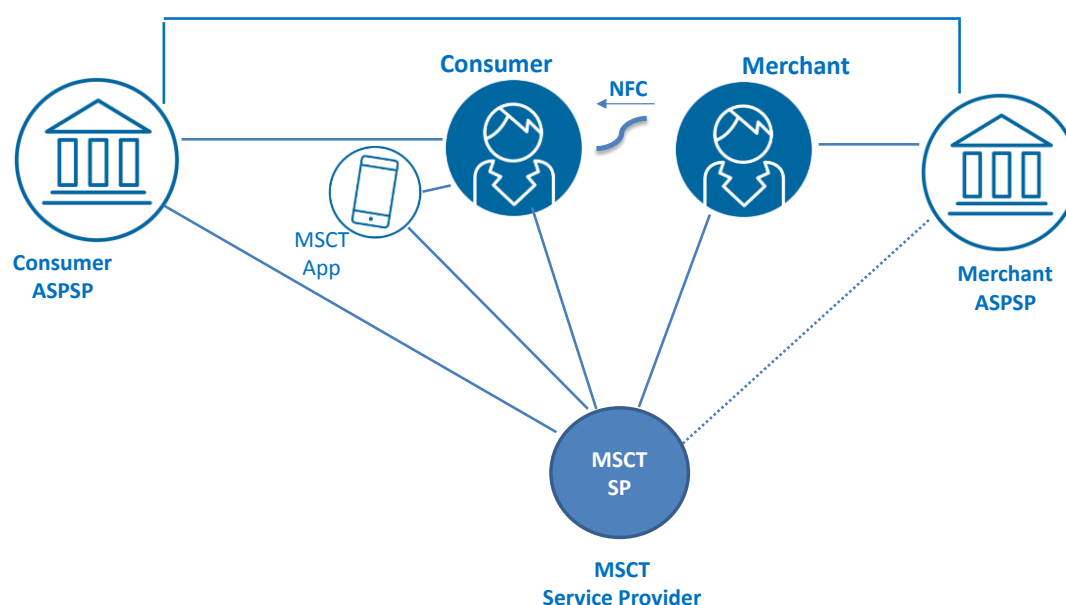 Consumer
Merchant
NFC
MSCT
App
Consumer
ASPSP
Merchant
ASPSP
MSCT
SP
MSCT
Service Provider